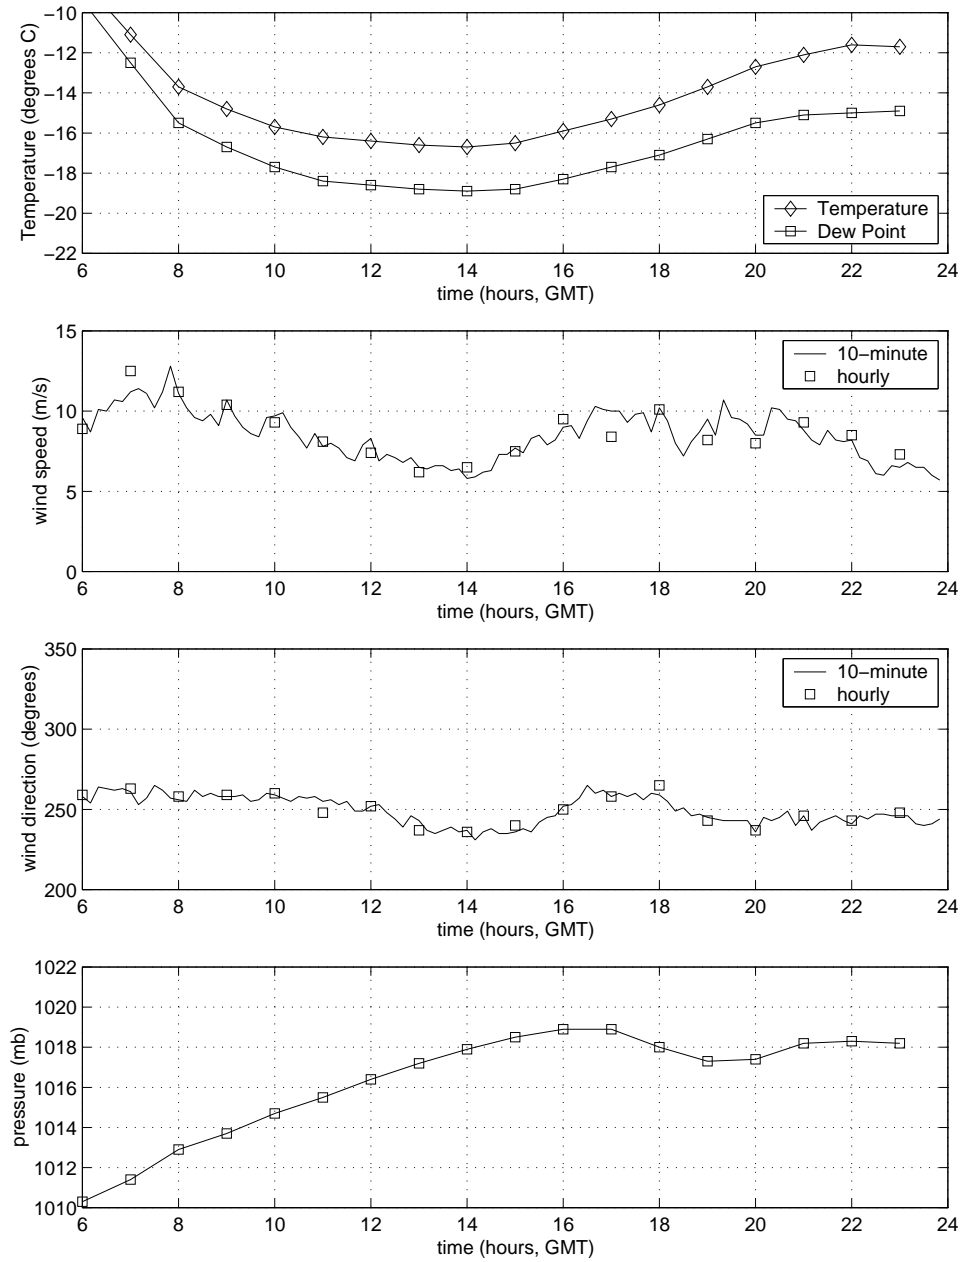 Temperature (degrees C)
−10
−12
−14
−16
−18
−20
−22
Temperature
Dew Point
6 8 10 12 14 16 18 20 22 24
time (hours, GMT)
wind speed (m/s)
15
10
5
0
10−minute
hourly
6 8 10 12 14 16 18 20 22 24
time (hours, GMT)
wind direction (degrees)
350
300
250
200
10−minute
hourly
6 8 10 12 14 16 18 20 22 24
time (hours, GMT)
pressure (mb)
1022
1020
1018
1016
1014
1012
1010
6 8 10 12 14 16 18 20 22 24
time (hours, GMT)